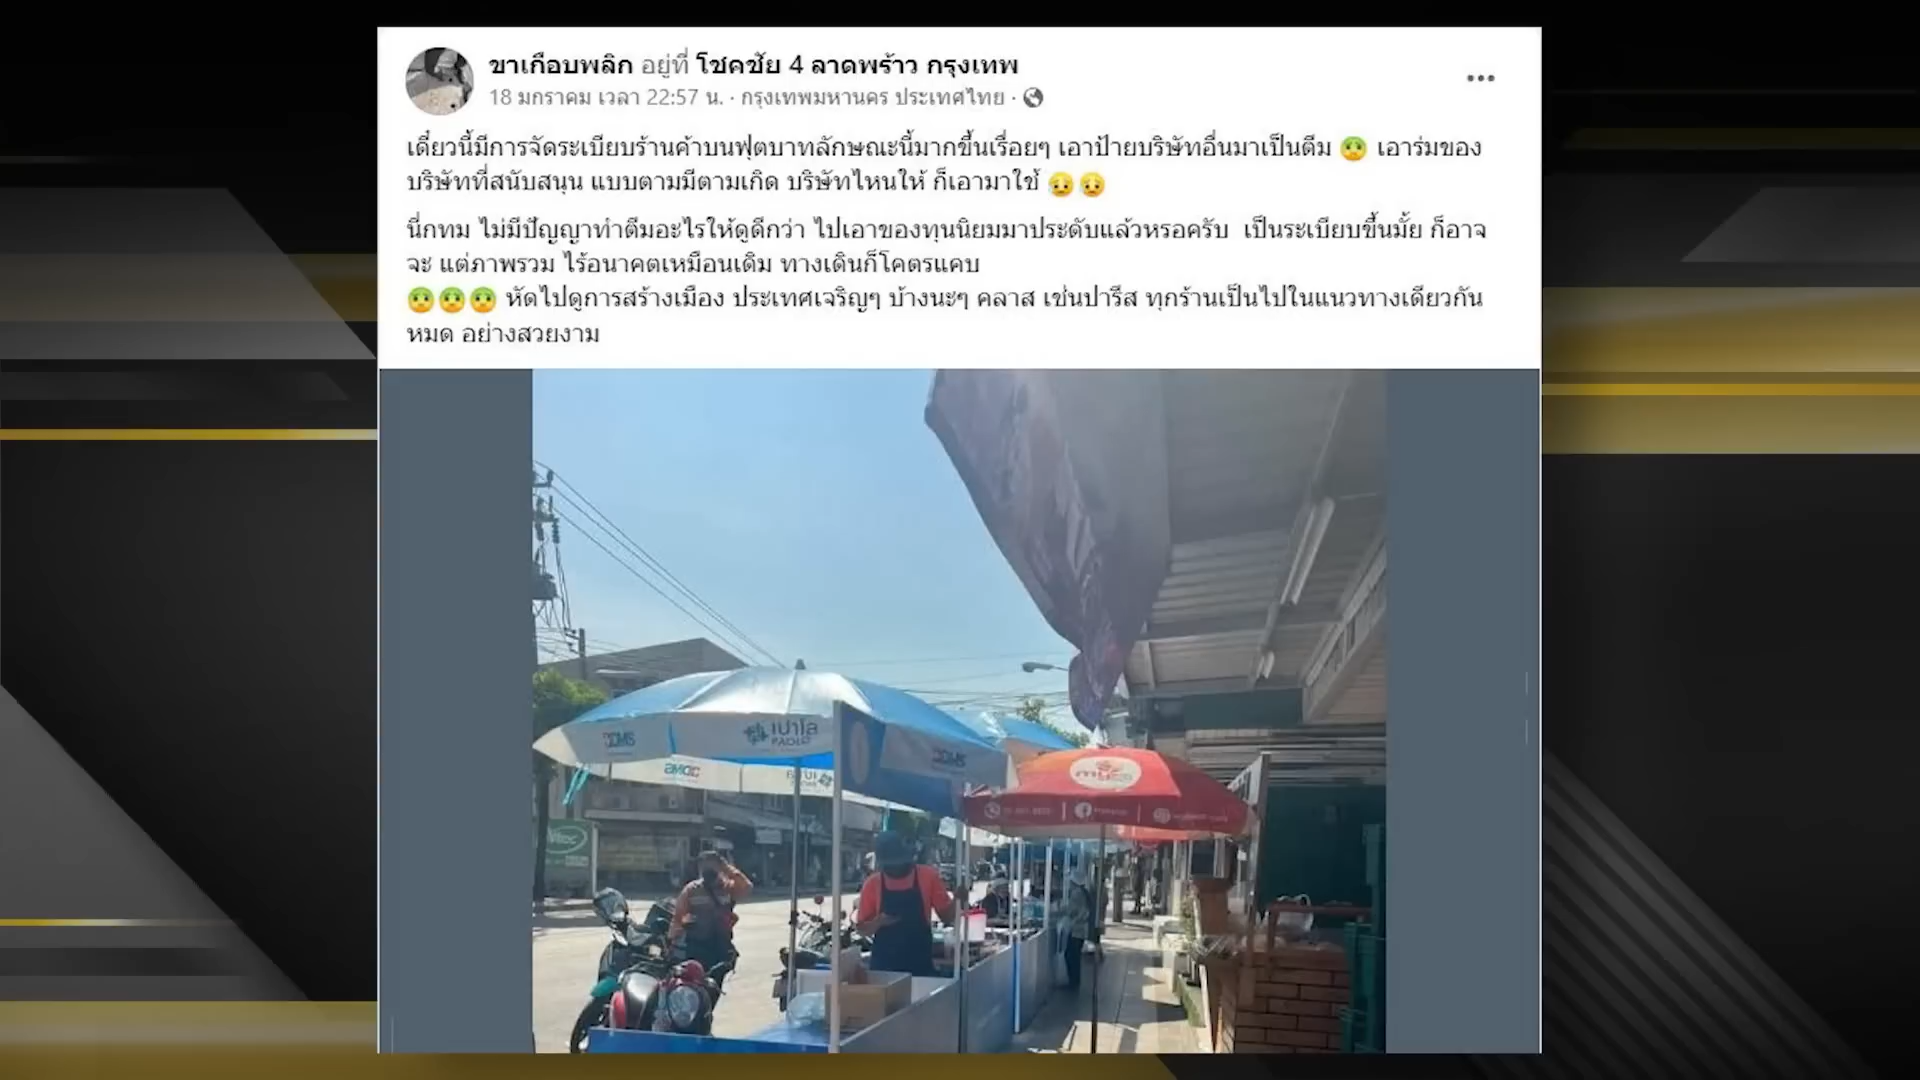 ขาเกือบพลิก อยู่ที่ โชคชัย 4 ลาดพร้าว กรุงเทพ
18 มกราคม เวลา 22:57 น. · กรุงเทพมหานคร ประเทศไทย ·
เดี๋ยวนี้มีการจัดระเบียบร้านค้าบนฟุตบาทลักษณะนี้มากขึ้นเรื่อยๆ เอาป้ายบริษัทอื่นมาเป็นตีม 🤢 เอาร่มของ
บริษัทที่สนับสนุน แบบตามมีตามเกิด บริษัทไหนให้ ก็เอามาใช้ 😥😥
นี่กทม ไม่มีปัญญาทำตีมอะไรให้ดูดีกว่า ไปเอาของทุนนิยมมาประดับแล้วหรอครับ เป็นระเบียบขึ้นมั้ย ก็อาจ
จะ แต่ภาพรวม ไร้อนาคตเหมือนเดิม ทางเดินก็โคตรแคบ
🤢🤢🤢 หัดไปดูการสร้างเมือง ประเทศเจริญๆ บ้างนะๆ คลาส เช่นปารีส ทุกร้านเป็นไปในแนวทางเดียวกัน
หมด อย่างสวยงาม
เปาโล
PAOLO
BDMS